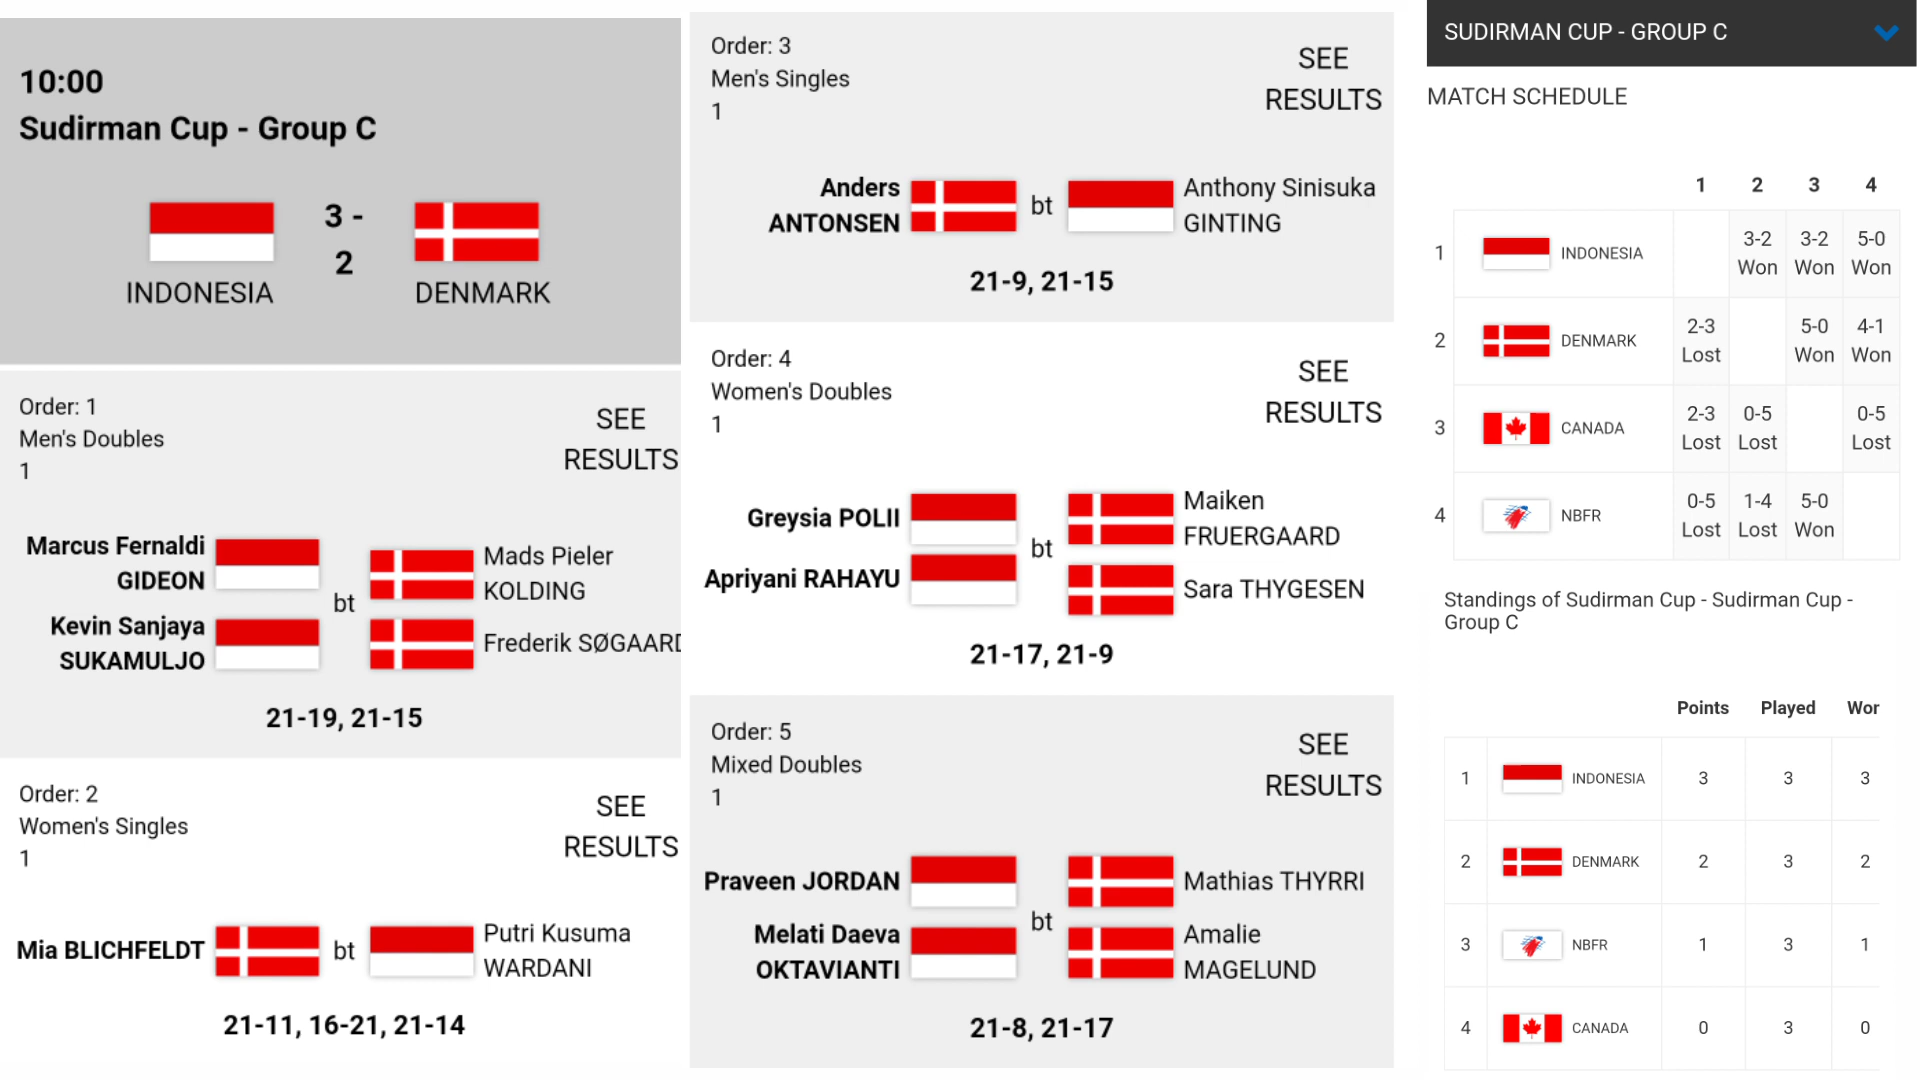 10:00
Sudirman Cup - Group C
3 -
2
INDONESIA
DENMARK
Order: 1
Men's Doubles
1
SEE
RESULTS
Marcus Fernaldi
GIDEON
Kevin Sanjaya
SUKAMULJO
bt
Mads Pieler
KOLDING
Frederik SØGAARD
21-19, 21-15
Order: 2
Women's Singles
1
SEE
RESULTS
Mia BLICHFELDT
bt
Putri Kusuma
WARDANI
21-11, 16-21, 21-14
Order: 3
Men's Singles
1
SEE
RESULTS
Anders
ANTONSEN
bt
Anthony Sinisuka
GINTING
21-9, 21-15
Order: 4
Women's Doubles
1
SEE
RESULTS
Greysia POLII
Apriyani RAHAYU
bt
Maiken
FRUERGAARD
Sara THYGESEN
21-17, 21-9
Order: 5
Mixed Doubles
1
SEE
RESULTS
Praveen JORDAN
Melati Daeva
OKTAVIANTI
bt
Mathias THYRRI
Amalie
MAGELUND
21-8, 21-17
SUDIRMAN CUP - GROUP C
MATCH SCHEDULE
1 2 3 4
1 INDONESIA 3-2 Won 3-2 Won 5-0 Won
2 DENMARK 2-3 Lost 5-0 Won 4-1 Won
3 CANADA 2-3 Lost 0-5 Lost 0-5 Lost
4 NBFR 0-5 Lost 1-4 Lost 5-0 Won
Standings of Sudirman Cup - Sudirman Cup -
Group C
Points Played Wor
1 INDONESIA 3 3 3
2 DENMARK 2 3 2
3 NBFR 1 3 1
4 CANADA 0 3 0